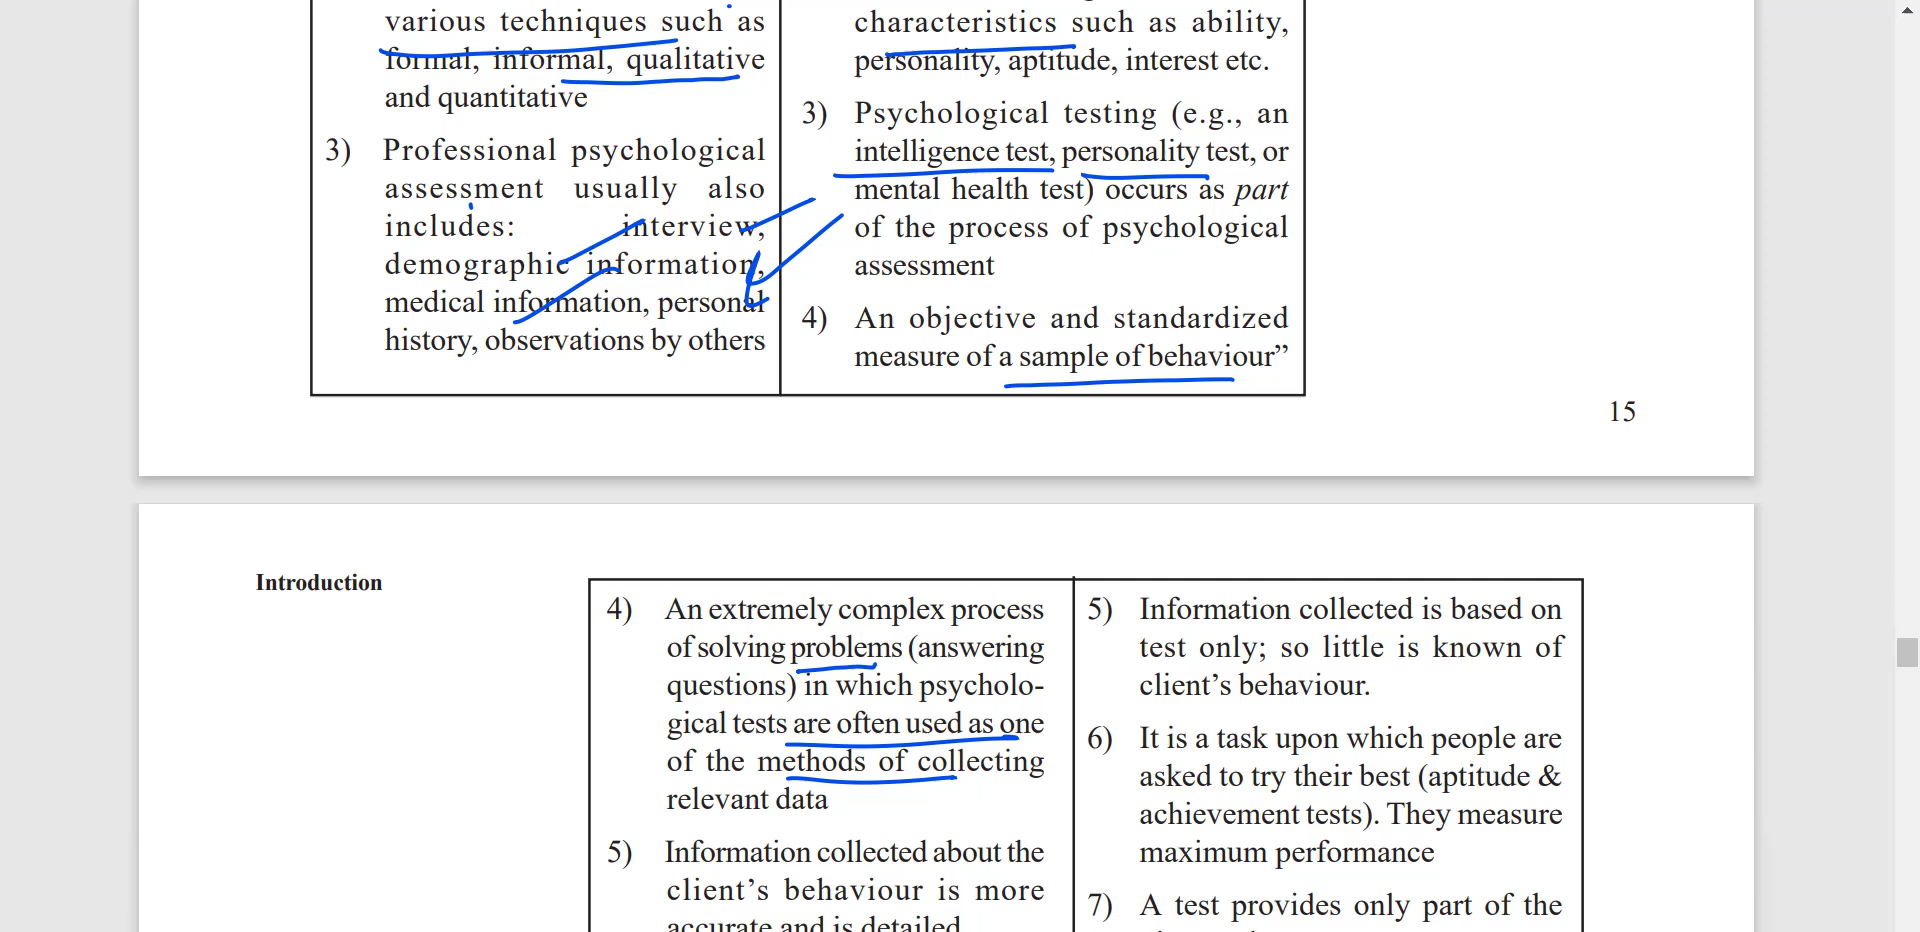 various techniques such as
formal, informal, qualitative
and quantitative
3) Professional psychological
assessment usually also
includes: interview,
demographic information,
medical information, personal
history, observations by others
characteristics such as ability,
personality, aptitude, interest etc.
3) Psychological testing (e.g., an
intelligence test, personality test, or
mental health test) occurs as part
of the process of psychological
assessment
4) An objective and standardized
measure of a sample of behaviour”
15
Introduction
4) An extremely complex process
of solving problems (answering
questions) in which psycholo-
gical tests are often used as one
of the methods of collecting
relevant data
5) Information collected about the
client’s behaviour is more
accurate and is detailed
5) Information collected is based on
test only; so little is known of
client’s behaviour.
6) It is a task upon which people are
asked to try their best (aptitude &
achievement tests). They measure
maximum performance
7) A test provides only part of the